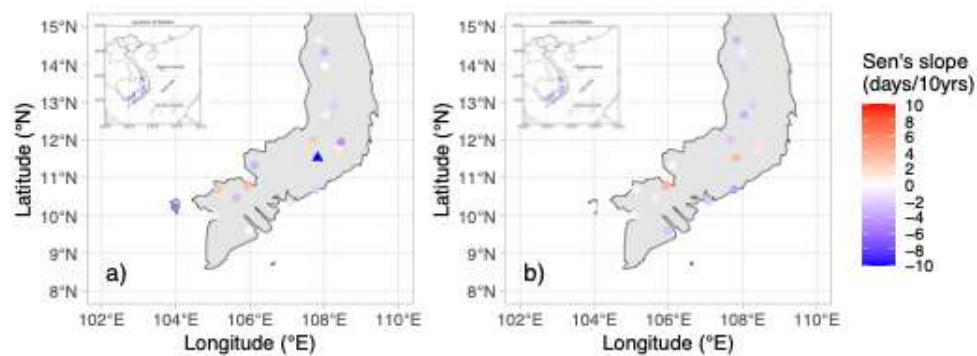 15°N
14°N
13°N
12°N
11°N
10°N
9°N
8°N
Latitude (°N)
a)
102°E 104°E 106°E 108°E 110°E
Longitude (°E)
15°N
14°N
13°N
12°N
11°N
10°N
9°N
8°N
Latitude (°N)
b)
102°E 104°E 106°E 108°E 110°E
Longitude (°E)
Sen's slope
(days/10yrs)
10
8
6
4
2
0
−2
−4
−6
−8
−10